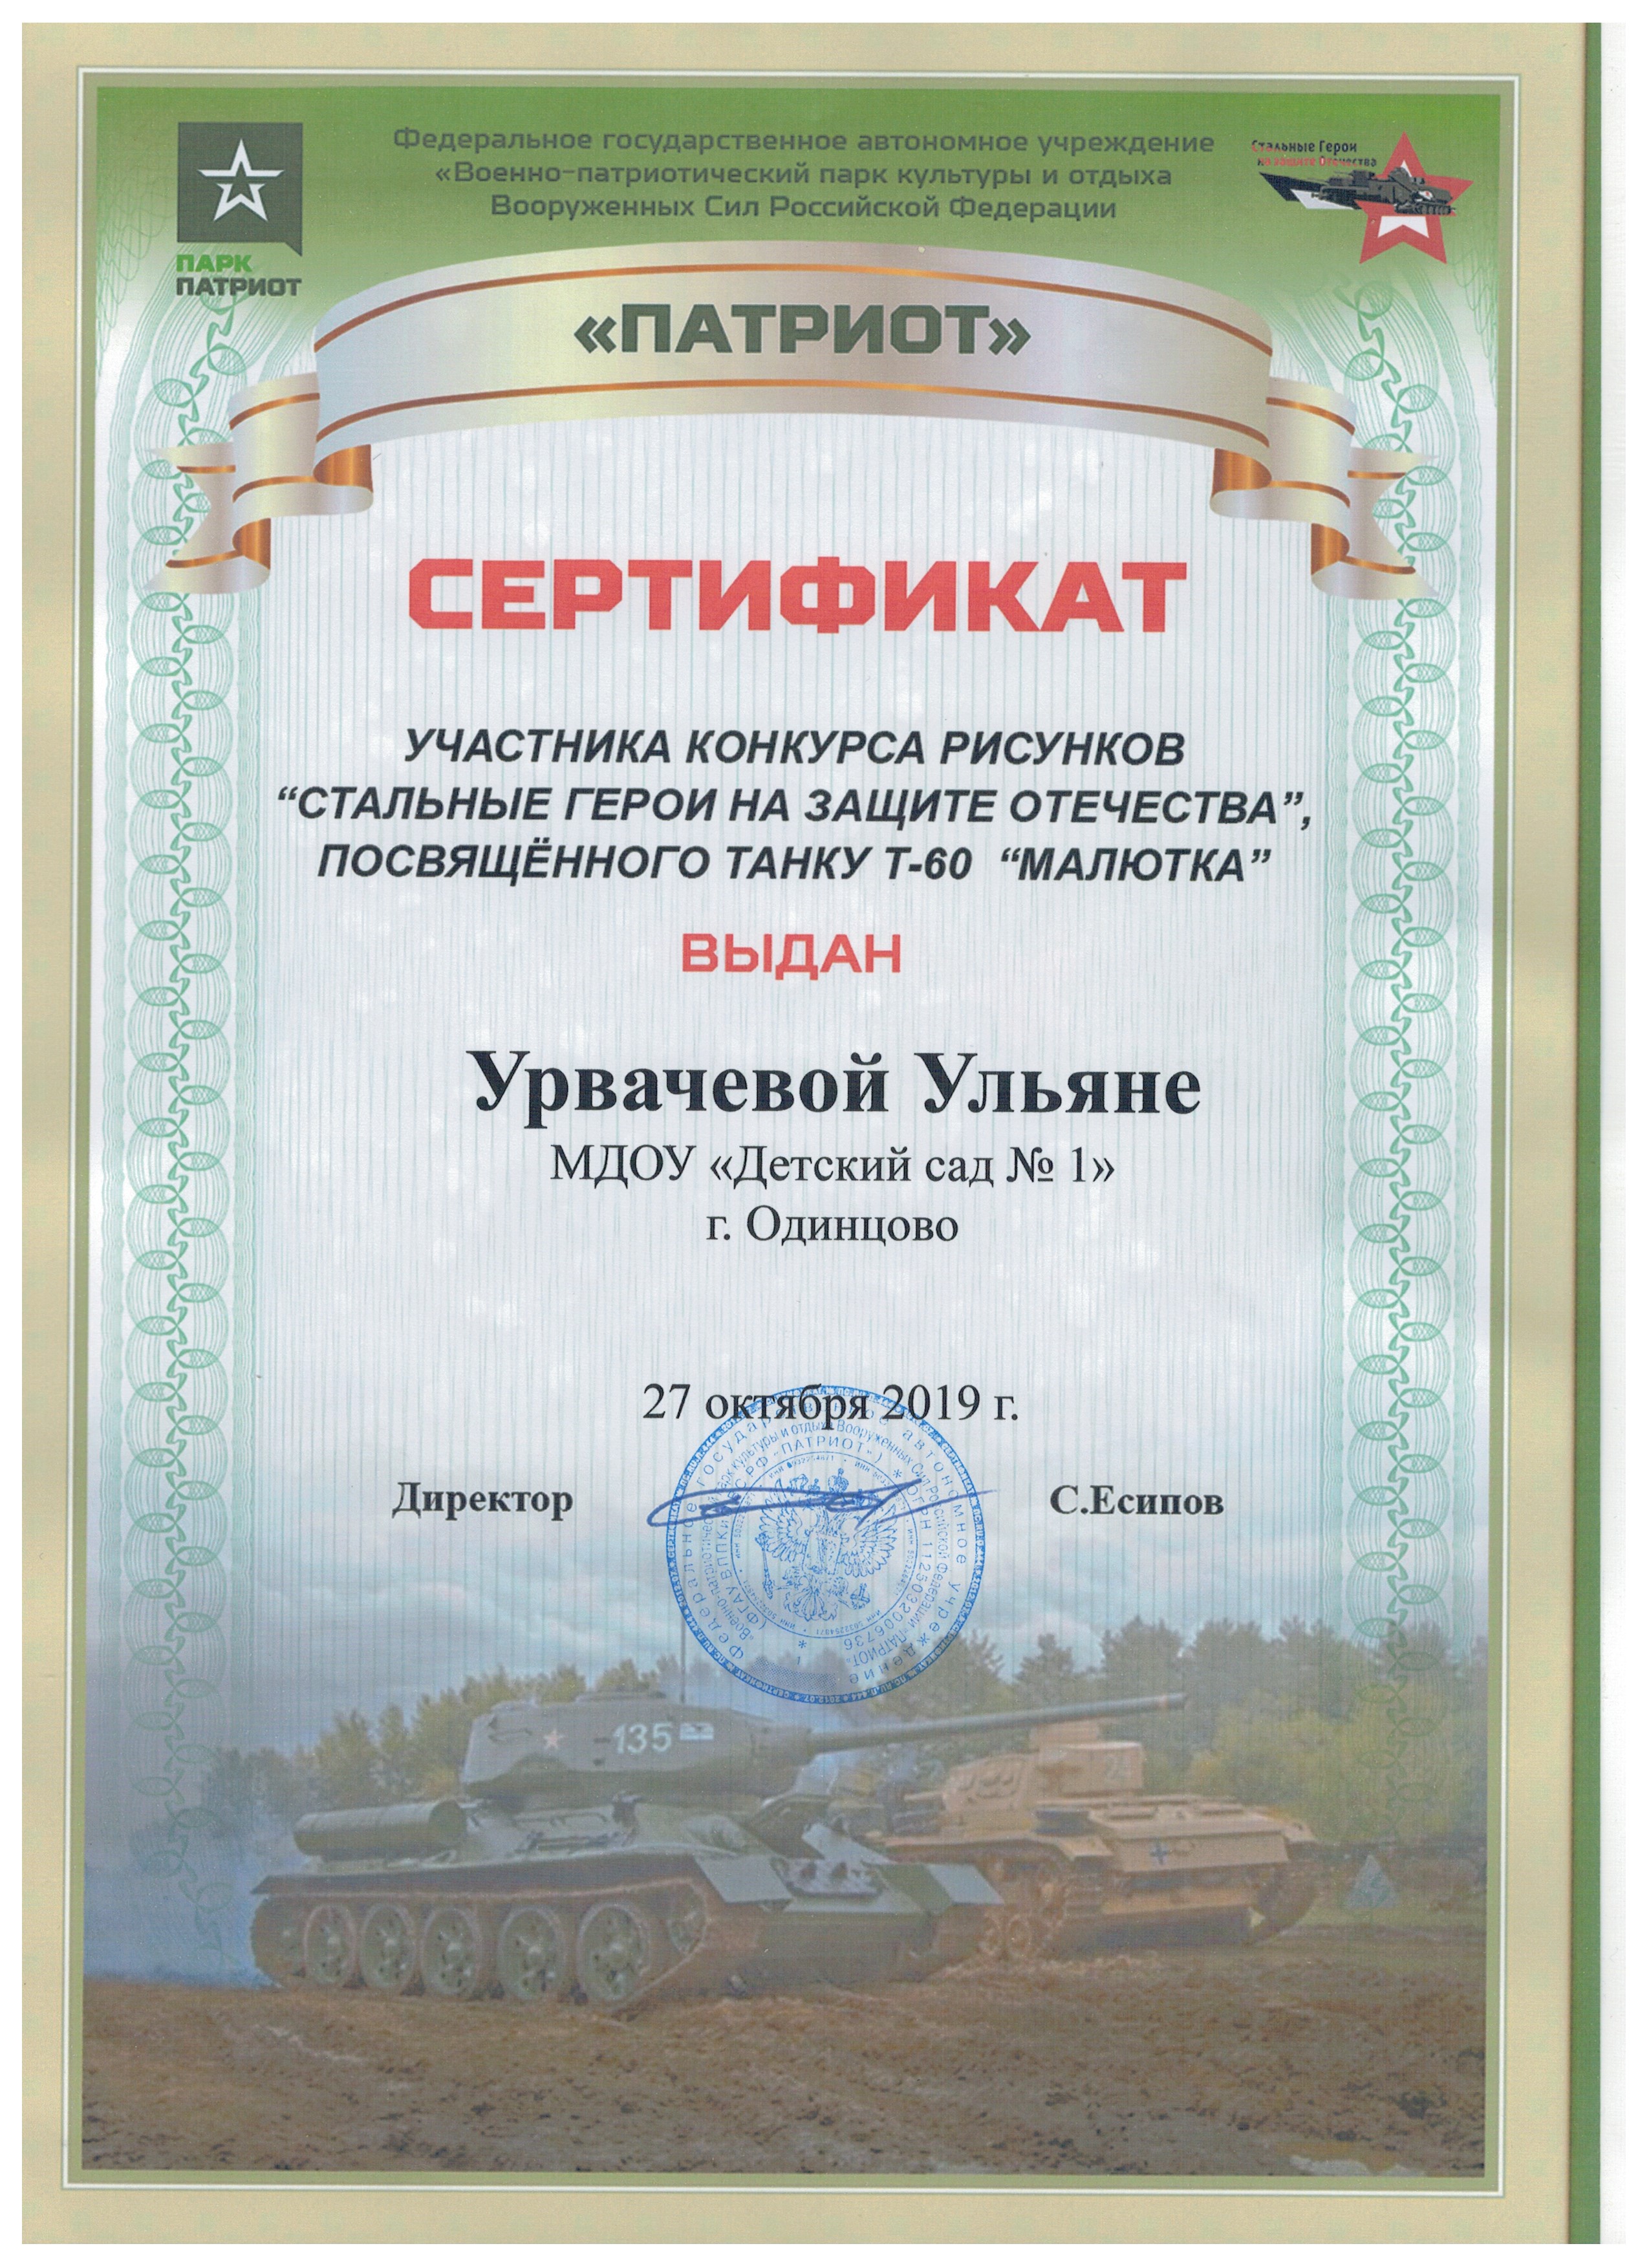 Федеральное государственное автономное учреждение
«Военно-патриотический парк культуры и отдыха
Вооруженных Сил Российской Федерации
Стальные Герои
на защите Отечества
ПАРК
ПАТРИОТ
«ПАТРИОТ»
СЕРТИФИКАТ
УЧАСТНИКА КОНКУРСА РИСУНКОВ
“СТАЛЬНЫЕ ГЕРОИ НА ЗАЩИТЕ ОТЕЧЕСТВА”,
ПОСВЯЩЁННОГО ТАНКУ Т-60 “МАЛЮТКА”
ВЫДАН
Урвачевой Ульяне
МДОУ «Детский сад № 1»
г. Одинцово
27 октября 2019 г.
Директор
С.Есипов
Федеральное государственное автономное учреждение
"Военно-патриотический парк культуры и отдыха Вооруженных Сил Российской Федерации "ПАТРИОТ"
ОГРН 1125032006736
135